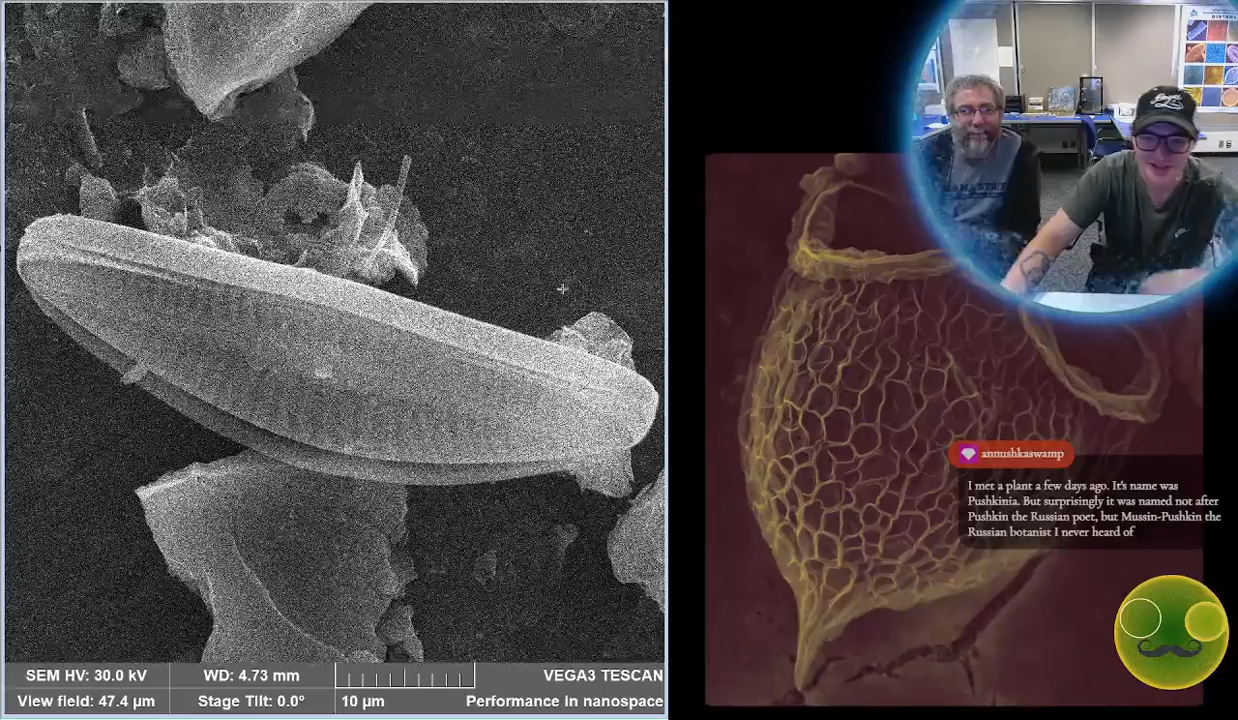 SEM HV: 30.0 kV
WD: 4.73 mm
VEGA3 TESCAN
View field: 47.4 µm
Stage Tilt: 0.0°
10 µm
Performance in nanospace
annushkaswamp
I met a plant a few days ago. It's name was
Pushkinia. But surprisingly it was named not after
Pushkin the Russian poet, but Mussin-Pushkin the
Russian botanist I never heard of